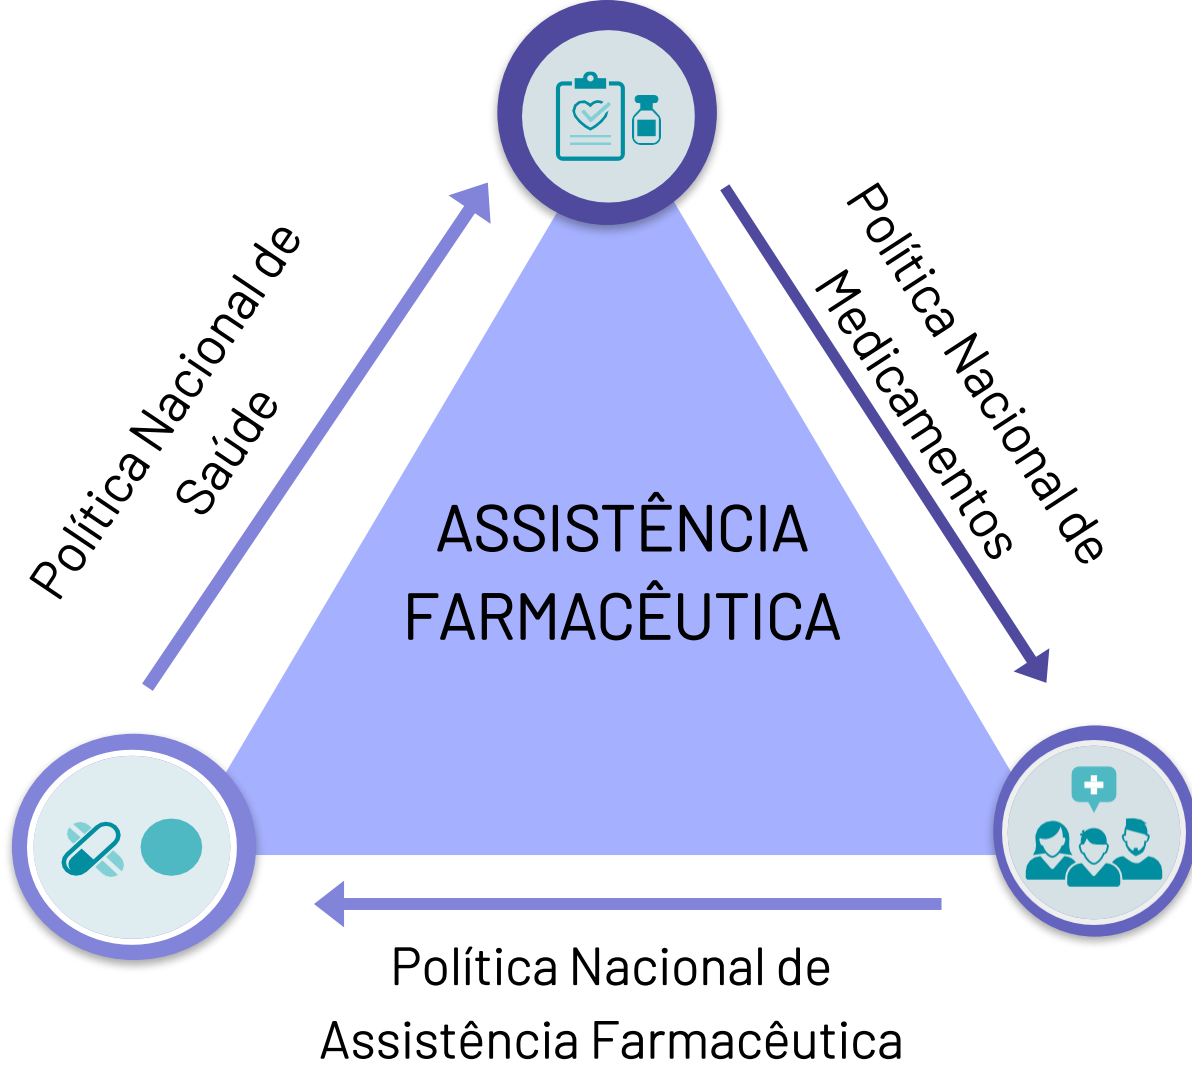 Política Nacional de
Saúde
Política Nacional de
Medicamentos
ASSISTÊNCIA
FARMACÊUTICA
Política Nacional de
Assistência Farmacêutica